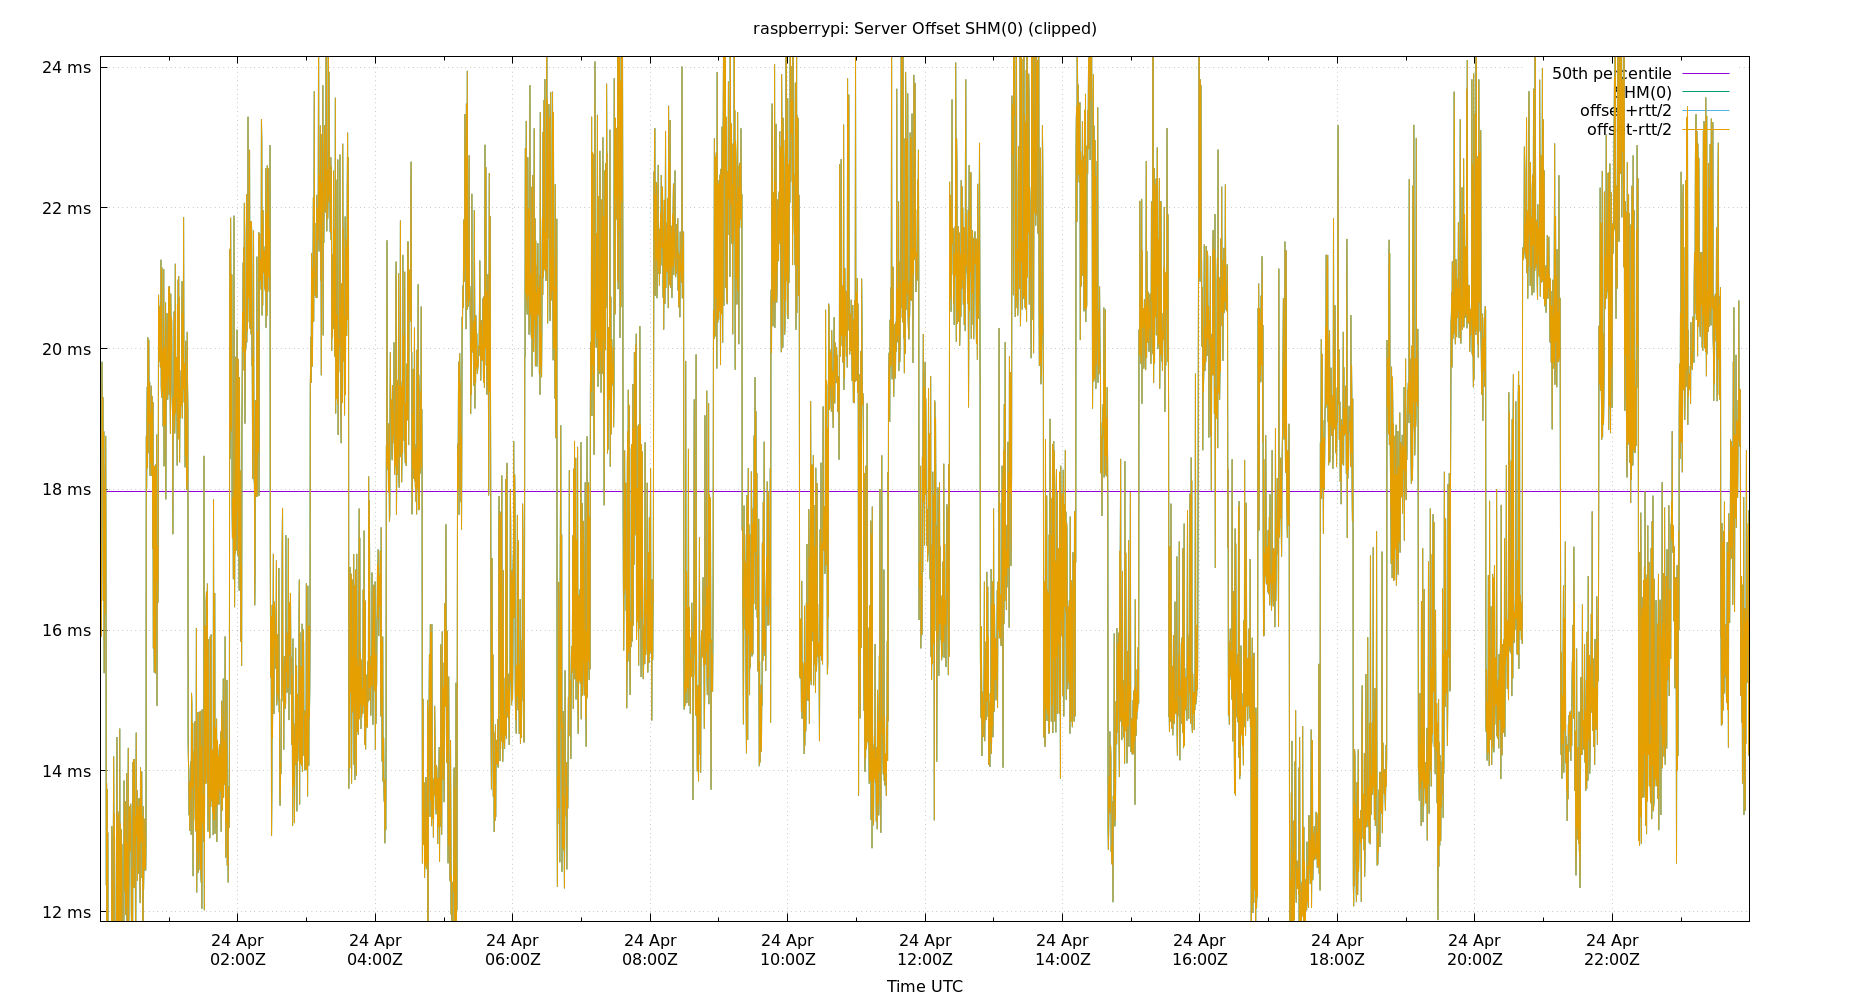 raspberrypi: Server Offset SHM(0) (clipped)
24 ms
22 ms
20 ms
18 ms
16 ms
14 ms
12 ms
50th percentile
SHM(0)
offset+rtt/2
offset-rtt/2
24 Apr
02:00Z
24 Apr
04:00Z
24 Apr
06:00Z
24 Apr
08:00Z
24 Apr
10:00Z
24 Apr
12:00Z
24 Apr
14:00Z
24 Apr
16:00Z
24 Apr
18:00Z
24 Apr
20:00Z
24 Apr
22:00Z
Time UTC